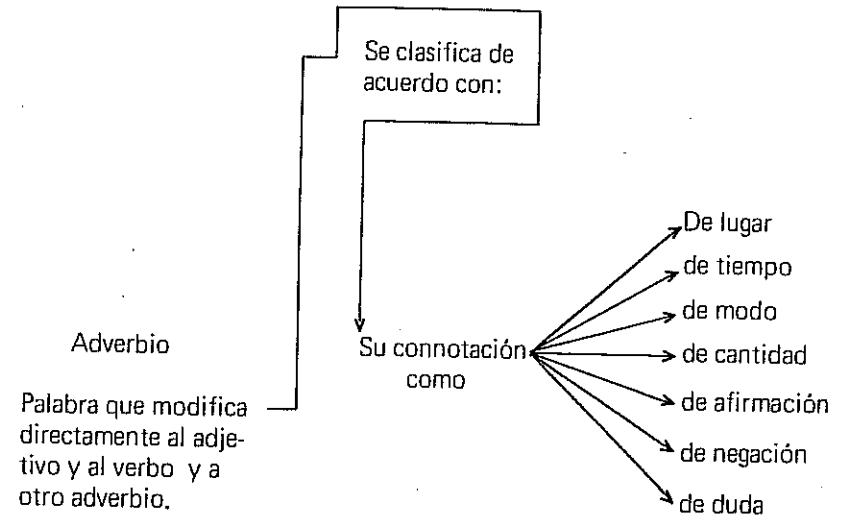 Adverbio
Palabra que modifica
directamente al adje-
tivo y al verbo y a
otro adverbio.
Se clasifica de
acuerdo con:
Su connotación
como
De lugar
de tiempo
de modo
de cantidad
de afirmación
de negación
de duda